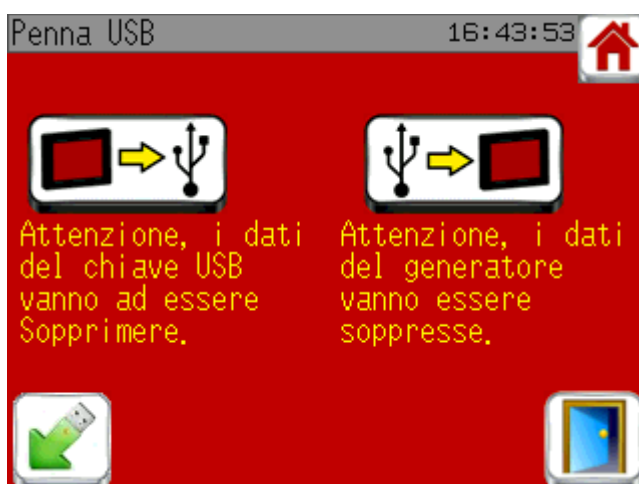 Penna USB
16:43:53
Attenzione, i dati
del chiave USB
vanno ad essere
Sopprimere.
Attenzione, i dati
del generatore
vanno essere
soppresse.